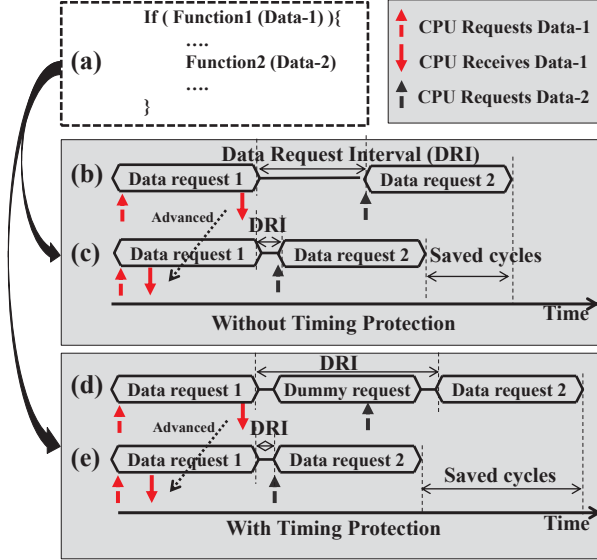 If ( Function1 (Data-1) ){
....
(a)
Function2 (Data-2)
....
}
CPU Requests Data-1
CPU Receives Data-1
CPU Requests Data-2
Data Request Interval (DRI)
(b) Data request 1 Data request 2
Advanced DRI
(c) Data request 1 Data request 2 Saved cycles
Time
Without Timing Protection
DRI
(d) Data request 1 Dummy request Data request 2
Advanced DRI
(e) Data request 1 Data request 2 Saved cycles
Time
With Timing Protection